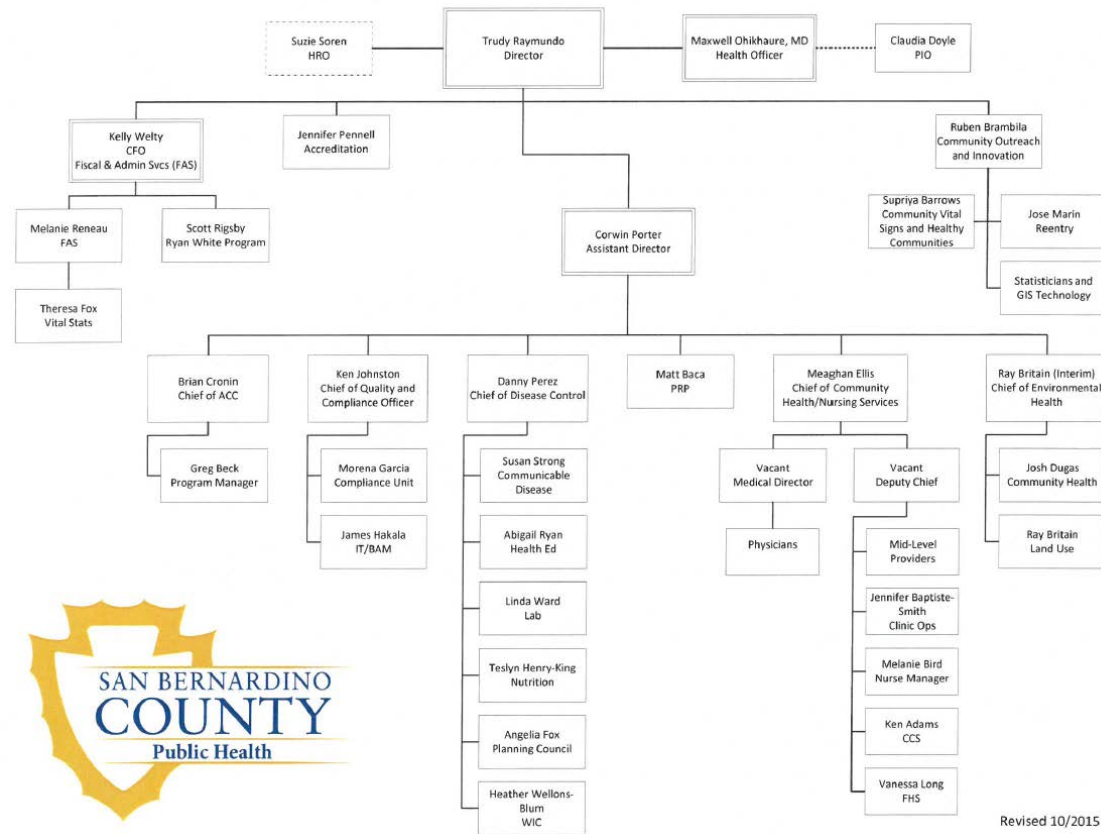 Suzie Soren
HRO
Trudy Raymundo
Director
Maxwell Ohikhaure, MD
Health Officer
Claudia Doyle
PIO
Kelly Welty
CFO
Fiscal & Admin Svcs (FAS)
Jennifer Pennell
Accreditation
Ruben Brambila
Community Outreach
and Innovation
Melanie Reneau
FAS
Scott Rigsby
Ryan White Program
Corwin Porter
Assistant Director
Supriya Barrows
Community Vital
Signs and Healthy
Communities
Jose Marin
Reentry
Theresa Fox
Vital Stats
Statisticians and
GIS Technology
Brian Cronin
Chief of ACC
Ken Johnston
Chief of Quality and
Compliance Officer
Danny Perez
Chief of Disease Control
Matt Baca
PRP
Meaghan Ellis
Chief of Community
Health/Nursing Services
Ray Britain (Interim)
Chief of Environmental
Health
Greg Beck
Program Manager
Morena Garcia
Compliance Unit
James Hakala
IT/BAM
Susan Strong
Communicable
Disease
Abigail Ryan
Health Ed
Linda Ward
Lab
Teslyn Henry-King
Nutrition
Angelia Fox
Planning Council
Heather Wellons-
Blum
WIC
Vacant
Medical Director
Physicians
Vacant
Deputy Chief
Mid-Level
Providers
Jennifer Baptiste-
Smith
Clinic Ops
Melanie Bird
Nurse Manager
Ken Adams
CCS
Vanessa Long
FHS
Josh Dugas
Community Health
Ray Britain
Land Use
SAN BERNARDINO
COUNTY
Public Health
Revised 10/2015